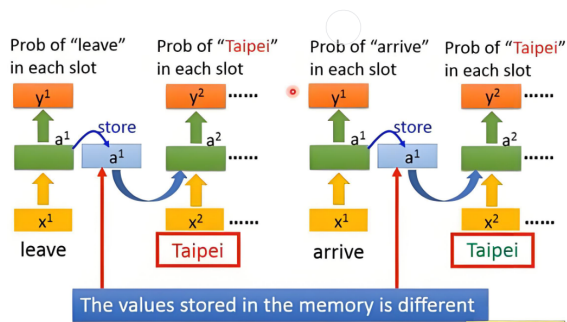 Prob of “leave”
in each slot
Prob of “Taipei”
in each slot
Prob of “arrive”
in each slot
Prob of “Taipei”
in each slot
y¹
y² ......
y¹
y² ......
a¹
store
a²
a¹
store
a²
a¹
......
a¹
......
x¹
x² ......
x¹
x² ......
leave
Taipei
arrive
Taipei
The values stored in the memory is different